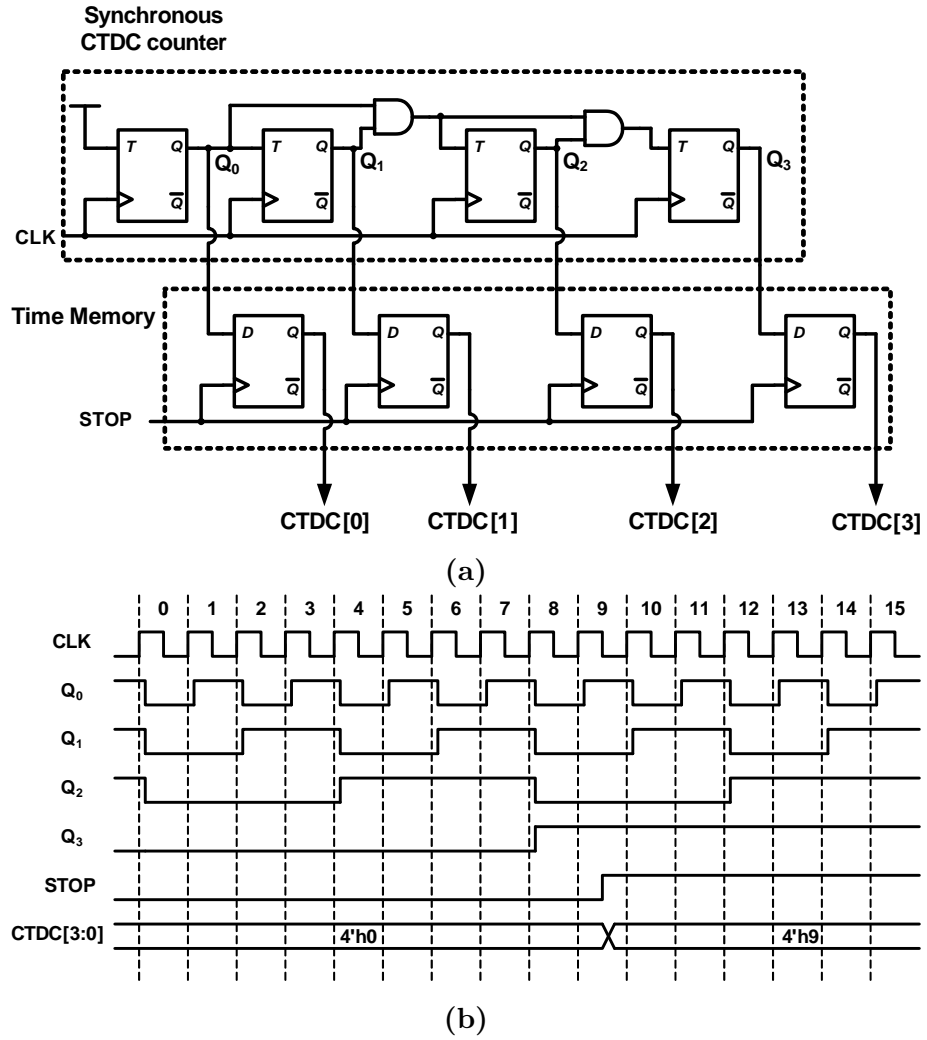 Synchronous
CTDC counter
T Q Q T Q Q T Q Q T Q Q
Q0 Q1 Q2 Q3
CLK
Time Memory
D Q Q D Q Q D Q Q D Q Q
STOP
CTDC[0] CTDC[1] CTDC[2] CTDC[3]
(a)
0 1 2 3 4 5 6 7 8 9 10 11 12 13 14 15
CLK
Q0
Q1
Q2
Q3
STOP
CTDC[3:0] 4'h0 4'h9
(b)